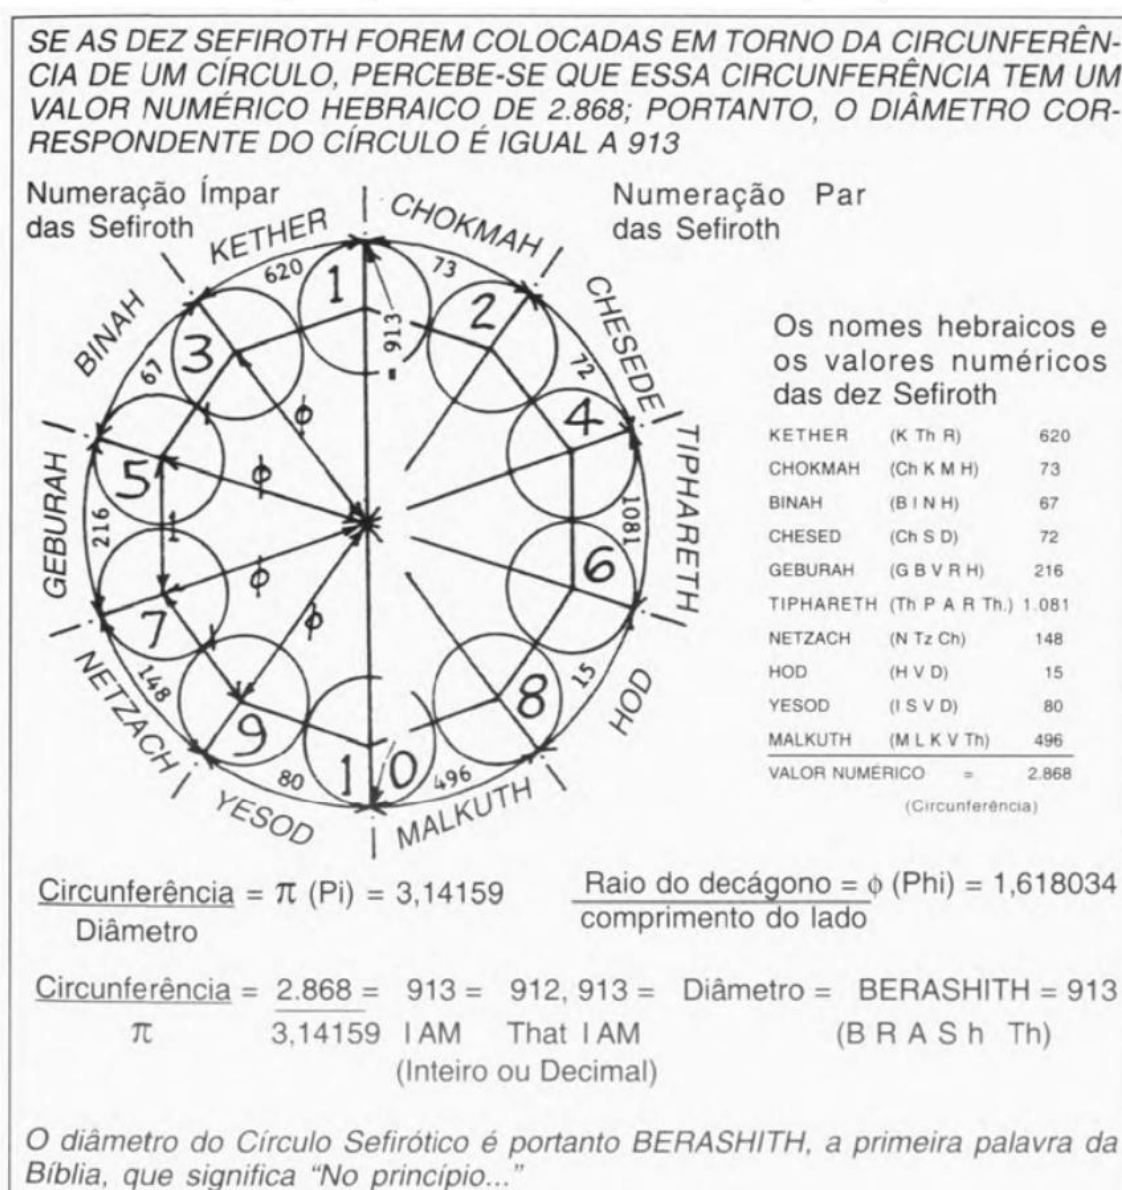 SE AS DEZ SEFIROTH FOREM COLOCADAS EM TORNO DA CIRCUNFERÊN-
CIA DE UM CÍRCULO, PERCEBE-SE QUE ESSA CIRCUNFERÊNCIA TEM UM
VALOR NUMÉRICO HEBRAICO DE 2.868; PORTANTO, O DIÂMETRO COR-
RESPONDENTE DO CÍRCULO É IGUAL A 913
Numeração Ímpar
das Sefiroth
Numeração Par
das Sefiroth
KETHER
CHOKMAH
BINAH
CHESEDE
GEBURAH
TIPHARETH
NETZACH
HOD
YESOD
MALKUTH
620
73
67
72
216
1081
148
15
80
496
913
1
2
3
4
5
6
7
8
9
1 0
ϕ
ϕ
ϕ
ϕ
1
1
1
Os nomes hebraicos e
os valores numéricos
das dez Sefiroth
KETHER (K Th R) 620
CHOKMAH (Ch K M H) 73
BINAH (B I N H) 67
CHESED (Ch S D) 72
GEBURAH (G B V R H) 216
TIPHARETH (Th P A R Th.) 1.081
NETZACH (N Tz Ch) 148
HOD (H V D) 15
YESOD (I S V D) 80
MALKUTH (M L K V Th) 496
VALOR NUMÉRICO = 2.868
(Circunferência)
Circunferência = π (Pi) = 3,14159
Diâmetro
Raio do decágono = ϕ (Phi) = 1,618034
comprimento do lado
Circunferência = 2.868 = 913 = 912, 913 = Diâmetro = BERASHITH = 913
π 3,14159 I AM That I AM (B R A S h Th)
(Inteiro ou Decimal)
O diâmetro do Círculo Sefirótico é portanto BERASHITH, a primeira palavra da
Bíblia, que significa “No princípio...”